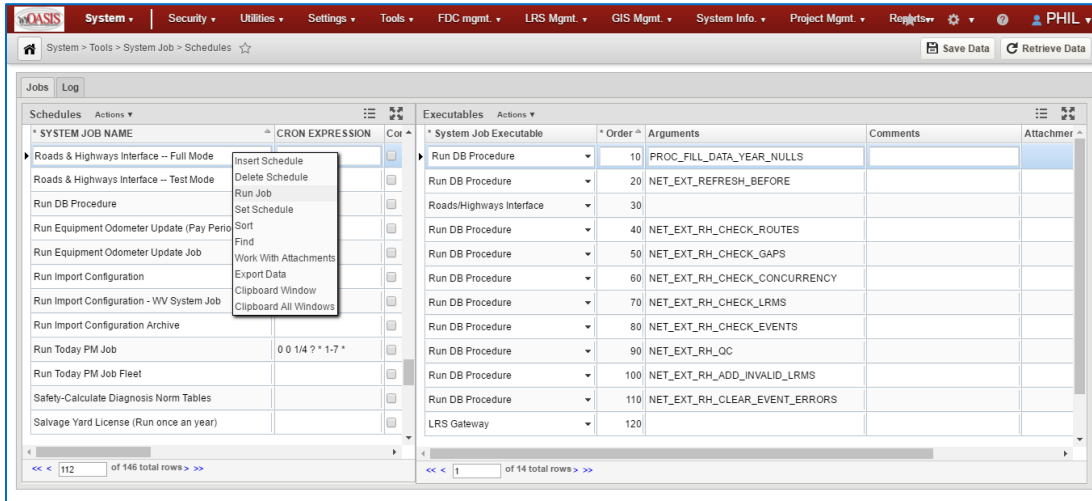 wvOASIS System ▾ Security ▾ Utilities ▾ Settings ▾ Tools ▾ FDC mgmt. ▾ LRS Mgmt. ▾ GIS Mgmt. ▾ System Info. ▾ Project Mgmt. ▾ Reports ▾ PHIL ▾
System > Tools > System Job > Schedules Save Data Retrieve Data
Jobs Log
Schedules Actions ▾ Executables Actions ▾
* SYSTEM JOB NAME CRON EXPRESSION * System Job Executable * Order Arguments Comments
Roads & Highways Interface -- Full Mode Run DB Procedure 10 PROC_FILL_DATA_YEAR_NULLS
Roads & Highways Interface -- Test Mode Run DB Procedure 20 NET_EXT_REFRESH_BEFORE
Run DB Procedure Roads/Highways Interface 30
Run Equipment Odometer Update (Pay Perio Run DB Procedure 40 NET_EXT_RH_CHECK_ROUTES
Run Equipment Odometer Update Job Run DB Procedure 50 NET_EXT_RH_CHECK_GAPS
Run Import Configuration Run DB Procedure 60 NET_EXT_RH_CHECK_CONCURRENCY
Run Import Configuration - WV System Job Run DB Procedure 70 NET_EXT_RH_CHECK_LRMS
Run Import Configuration Archive Run DB Procedure 80 NET_EXT_RH_CHECK_EVENTS
Run Today PM Job 0 0 1/4 ? * 1-7 * Run DB Procedure 90 NET_EXT_RH_QC
Run Today PM Job Fleet Run DB Procedure 100 NET_EXT_RH_ADD_INVALID_LRMS
Safety-Calculate Diagnosis Norm Tables Run DB Procedure 110 NET_EXT_RH_CLEAR_EVENT_ERRORS
Salvage Yard License (Run once an year) LRS Gateway 120
Insert Schedule
Delete Schedule
Run Job
Set Schedule
Sort
Find
Work With Attachments
Export Data
Clipboard Window
Clipboard All Windows
<< < 112 of 146 total rows > >> << < 1 of 14 total rows > >>